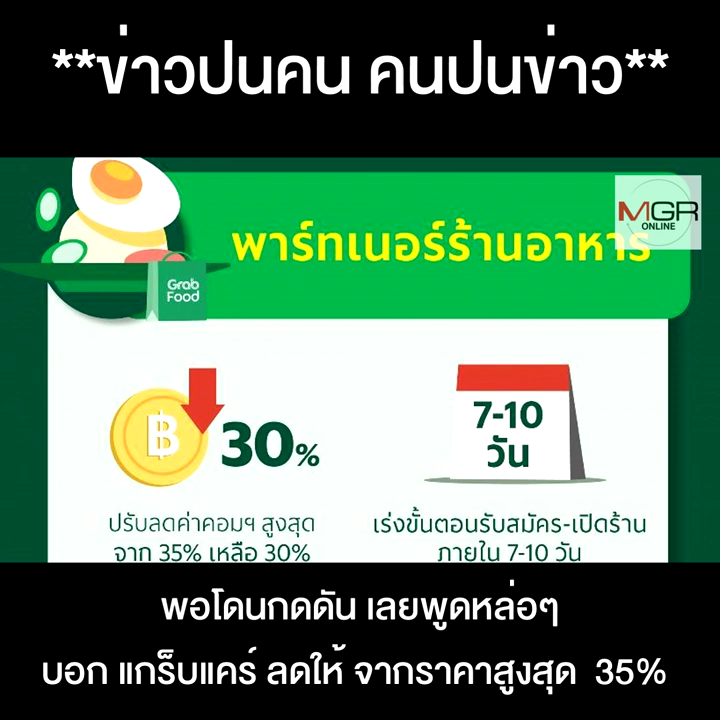 **ข่าวปนคน คนปนข่าว**
MGR
ONLINE
พาร์ทเนอร์ร้านอาหาร
Grab
Food
฿
30%
7-10
วัน
ปรับลดค่าคอมฯ สูงสุด
จาก 35% เหลือ 30%
เร่งขั้นตอนรับสมัคร-เปิดร้าน
ภายใน 7-10 วัน
พอโดนกดดัน เลยพูดหล่อๆ
บอก แกร็บแคร์ ลดให้ จากราคาสูงสุด 35%